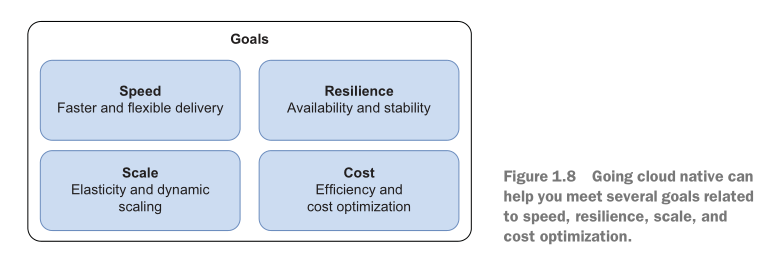 Goals
Speed
Faster and flexible delivery
Resilience
Availability and stability
Scale
Elasticity and dynamic
scaling
Cost
Efficiency and
cost optimization
Figure 1.8 Going cloud native can
help you meet several goals related
to speed, resilience, scale, and
cost optimization.